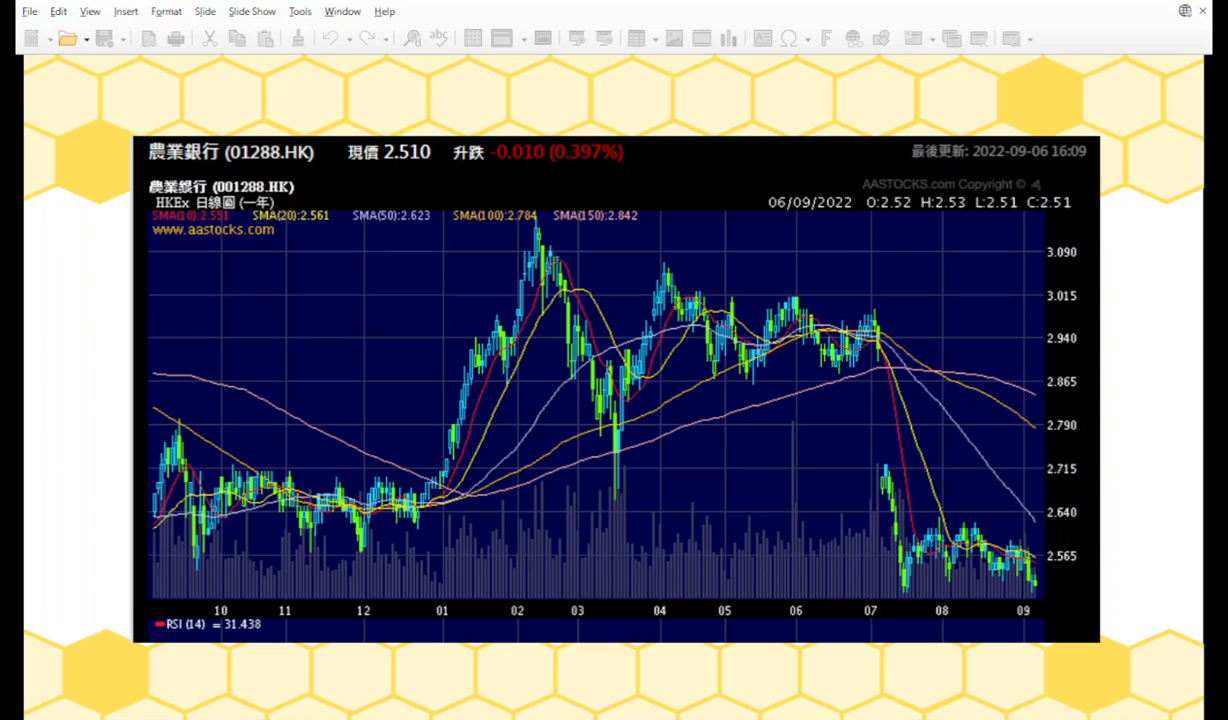 File Edit View Insert Format Slide Slide Show Tools Window Help
農業銀行 (01288.HK) 現價 2.510 升跌 -0.010 (0.397%) 最後更新: 2022-09-06 16:09
農業銀行 (001288.HK) AASTOCKS.com Copyright ©
HKEx 日線圖 (一年) 06/09/2022 O:2.52 H:2.53 L:2.51 C:2.51
SMA(10):2.551 SMA(20):2.561 SMA(50):2.623 SMA(100):2.784 SMA(150):2.842
www.aastocks.com
3.090
3.015
2.940
2.865
2.790
2.715
2.640
2.565
10 11 12 01 02 03 04 05 06 07 08 09
RSI (14) = 31.438